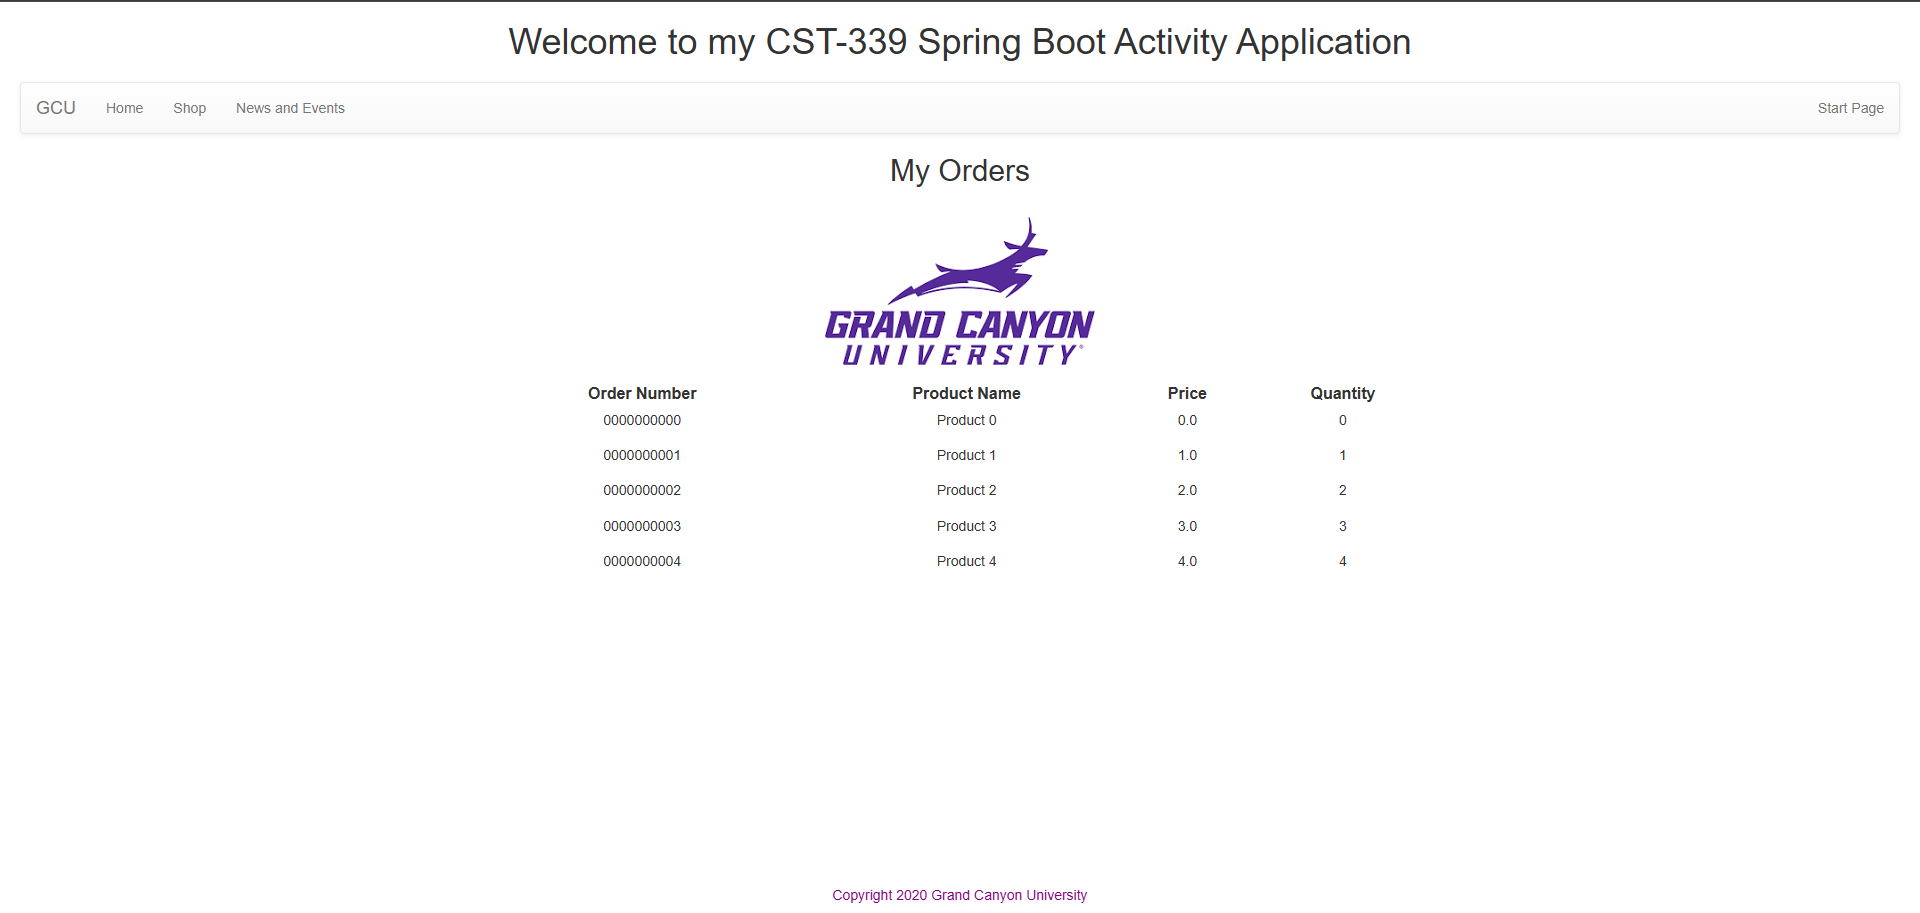 Welcome to my CST-339 Spring Boot Activity Application
GCU Home Shop News and Events Start Page
My Orders
GRAND CANYON
UNIVERSITY®
Order Number Product Name Price Quantity
0000000000 Product 0 0.0 0
0000000001 Product 1 1.0 1
0000000002 Product 2 2.0 2
0000000003 Product 3 3.0 3
0000000004 Product 4 4.0 4
Copyright 2020 Grand Canyon University